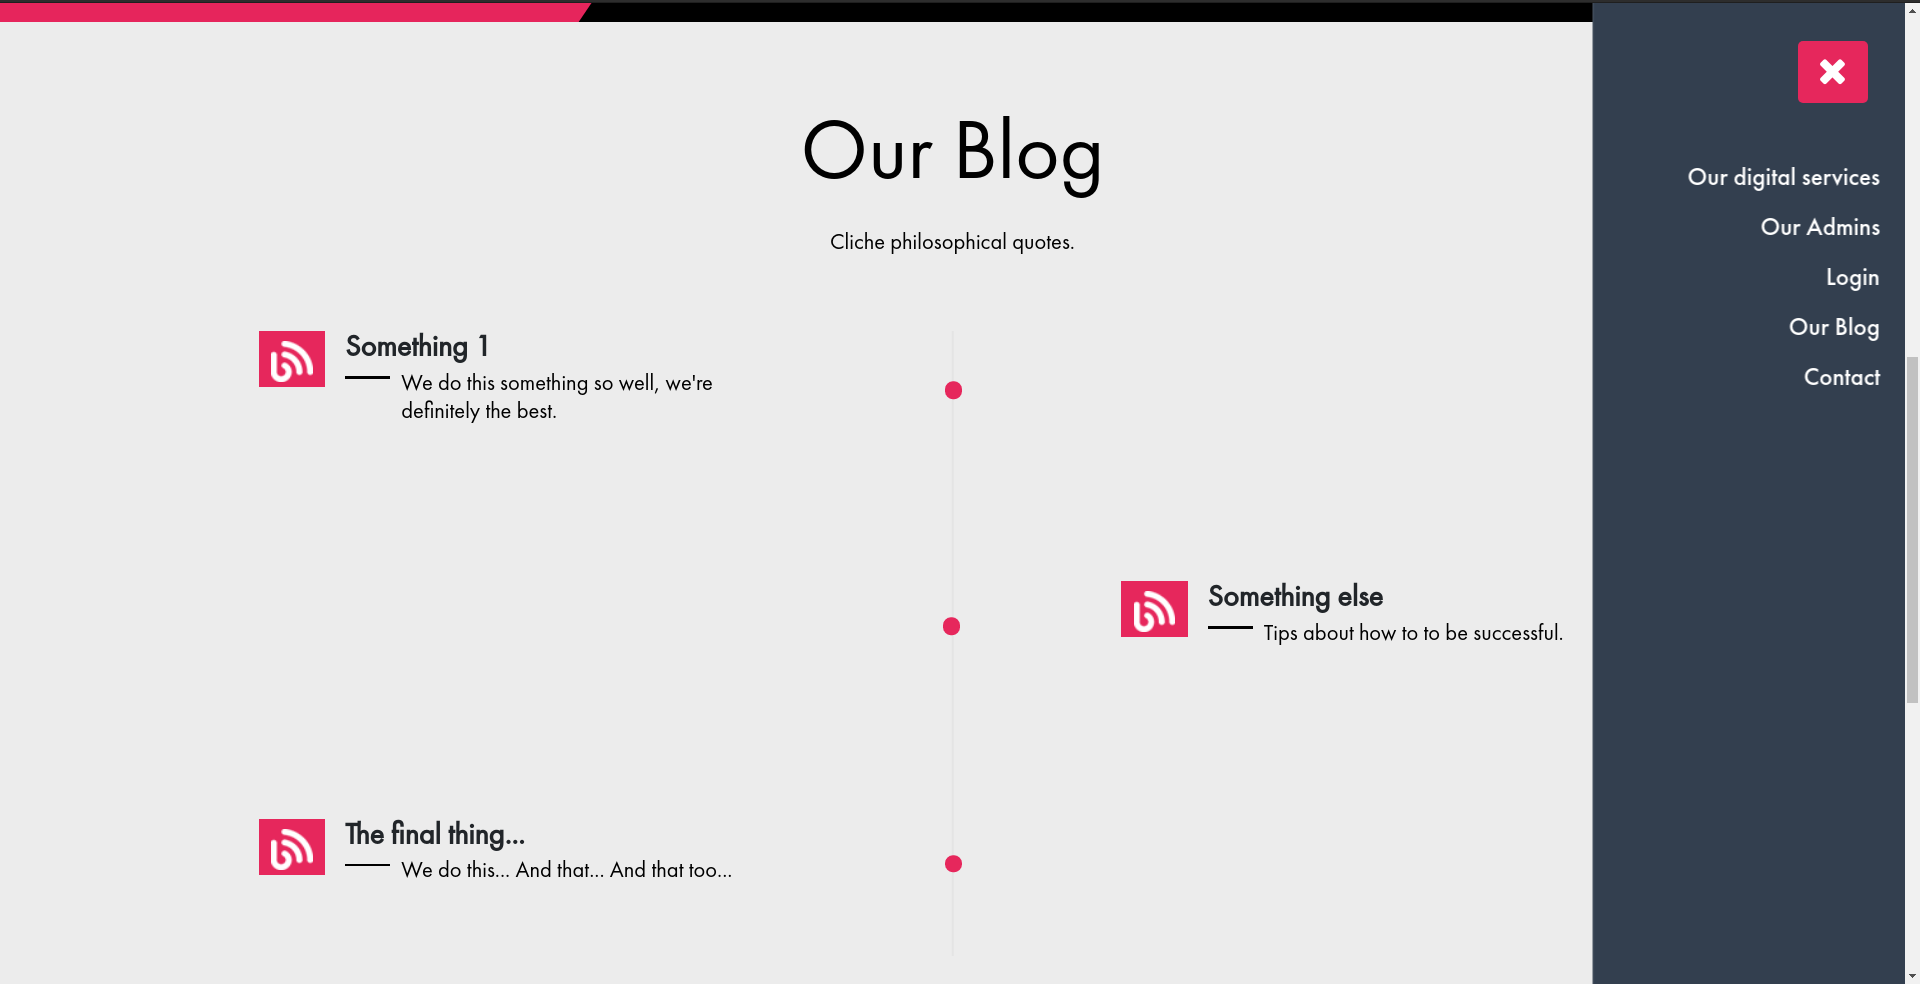 Our Blog
Cliche philosophical quotes.
Something 1
We do this something so well, we're
definitely the best.
Something else
Tips about how to to be successful.
The final thing...
We do this... And that... And that too...
Our digital services
Our Admins
Login
Our Blog
Contact